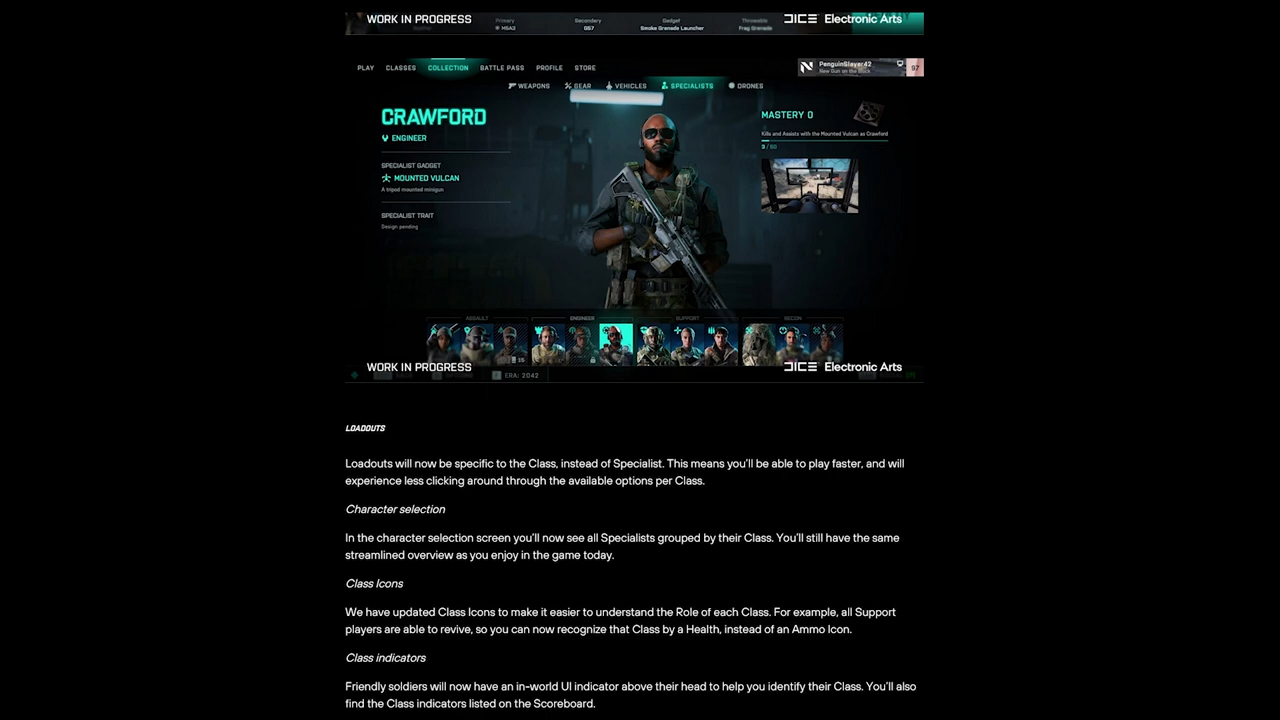 WORK IN PROGRESS
Primary Secondary Gadget Throwable
M5A3 G57 Smoke Grenade Launcher Frag Grenade
DICE Electronic Arts
PLAY CLASSES COLLECTION BATTLE PASS PROFILE STORE
PenguinSlayer42
New Gun on the Block
97
WEAPONS GEAR VEHICLES SPECIALISTS DRONES
CRAWFORD
ENGINEER
SPECIALIST GADGET
MOUNTED VULCAN
A tripod mounted minigun
SPECIALIST TRAIT
Design pending
MASTERY 0
Kills and Assists with the Mounted Vulcan as Crawford
3 / 50
ASSAULT ENGINEER SUPPORT RECON
WORK IN PROGRESS
DICE Electronic Arts
ERA: 2042
LOADOUTS
Loadouts will now be specific to the Class, instead of Specialist. This means you'll be able to play faster, and will
experience less clicking around through the available options per Class.
Character selection
In the character selection screen you'll now see all Specialists grouped by their Class. You'll still have the same
streamlined overview as you enjoy in the game today.
Class Icons
We have updated Class Icons to make it easier to understand the Role of each Class. For example, all Support
players are able to revive, so you can now recognize that Class by a Health, instead of an Ammo Icon.
Class indicators
Friendly soldiers will now have an in-world UI indicator above their head to help you identify their Class. You'll also
find the Class indicators listed on the Scoreboard.